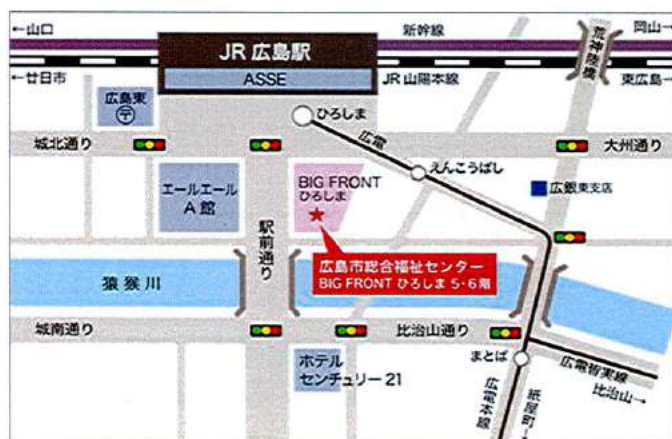 ←山口
新幹線
岡山→
JR 広島駅
荒神陸橋
ASSE
←廿日市
JR 山陽本線
東広島→
広島東
〒
ひろしま
城北通り
広電
大州通り
えんこうばし
エールエール
A 館
BIG FRONT
ひろしま
広銀東支店
駅前通り
広島市総合福祉センター
BIG FRONT ひろしま 5・6階
猿猴川
城南通り
比治山通り
まとば
ホテル
センチュリー 21
広電皆実線
比治山→
広電本線
紙屋町